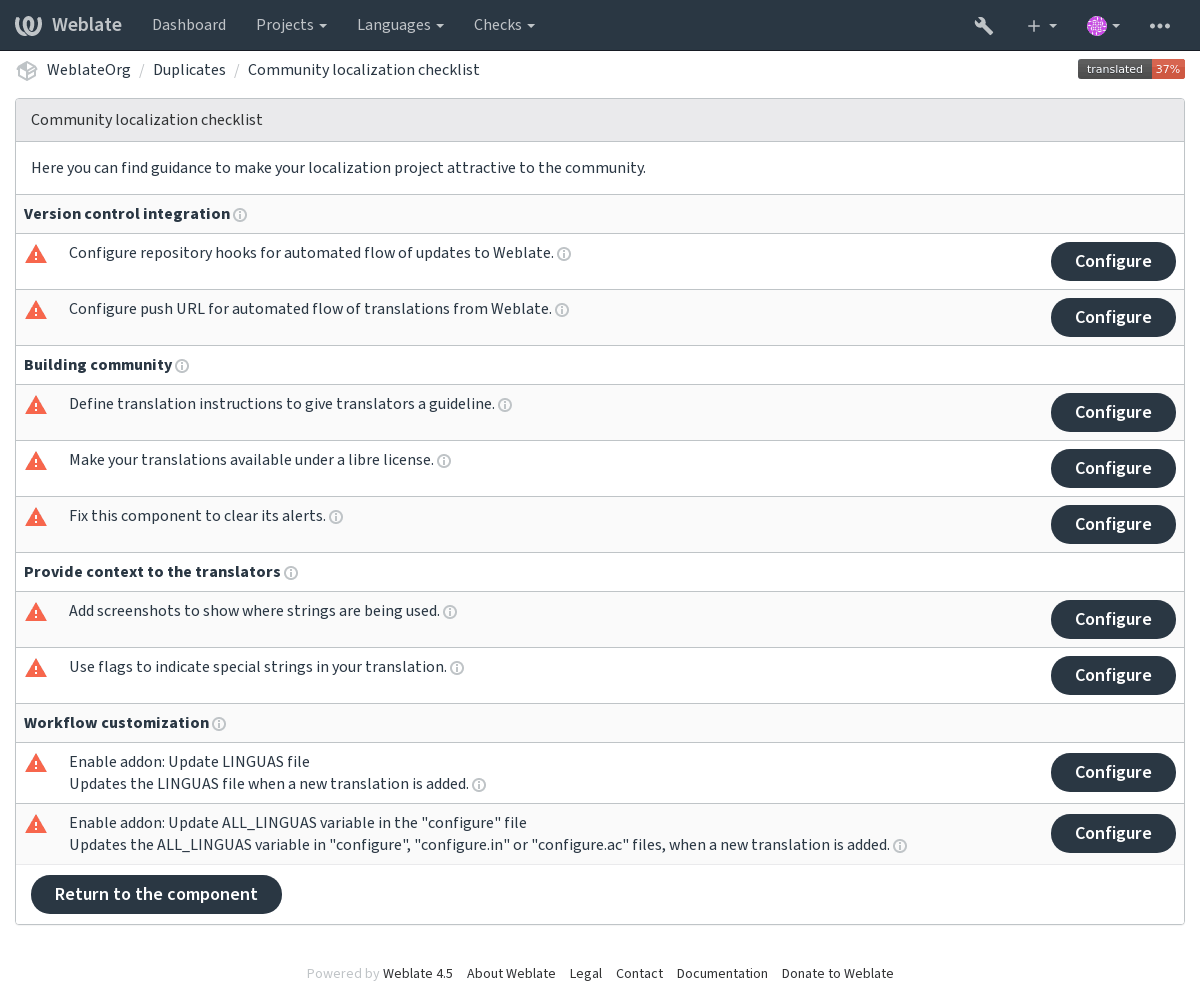 Weblate Dashboard Projects Languages Checks
WeblateOrg / Duplicates / Community localization checklist translated 37%
Community localization checklist
Here you can find guidance to make your localization project attractive to the community.
Version control integration
Configure repository hooks for automated flow of updates to Weblate. Configure
Configure push URL for automated flow of translations from Weblate. Configure
Building community
Define translation instructions to give translators a guideline. Configure
Make your translations available under a libre license. Configure
Fix this component to clear its alerts. Configure
Provide context to the translators
Add screenshots to show where strings are being used. Configure
Use flags to indicate special strings in your translation. Configure
Workflow customization
Enable addon: Update LINGUAS file
Updates the LINGUAS file when a new translation is added. Configure
Enable addon: Update ALL_LINGUAS variable in the "configure" file
Updates the ALL_LINGUAS variable in "configure", "configure.in" or "configure.ac" files, when a new translation is added. Configure
Return to the component
Powered by Weblate 4.5 About Weblate Legal Contact Documentation Donate to Weblate